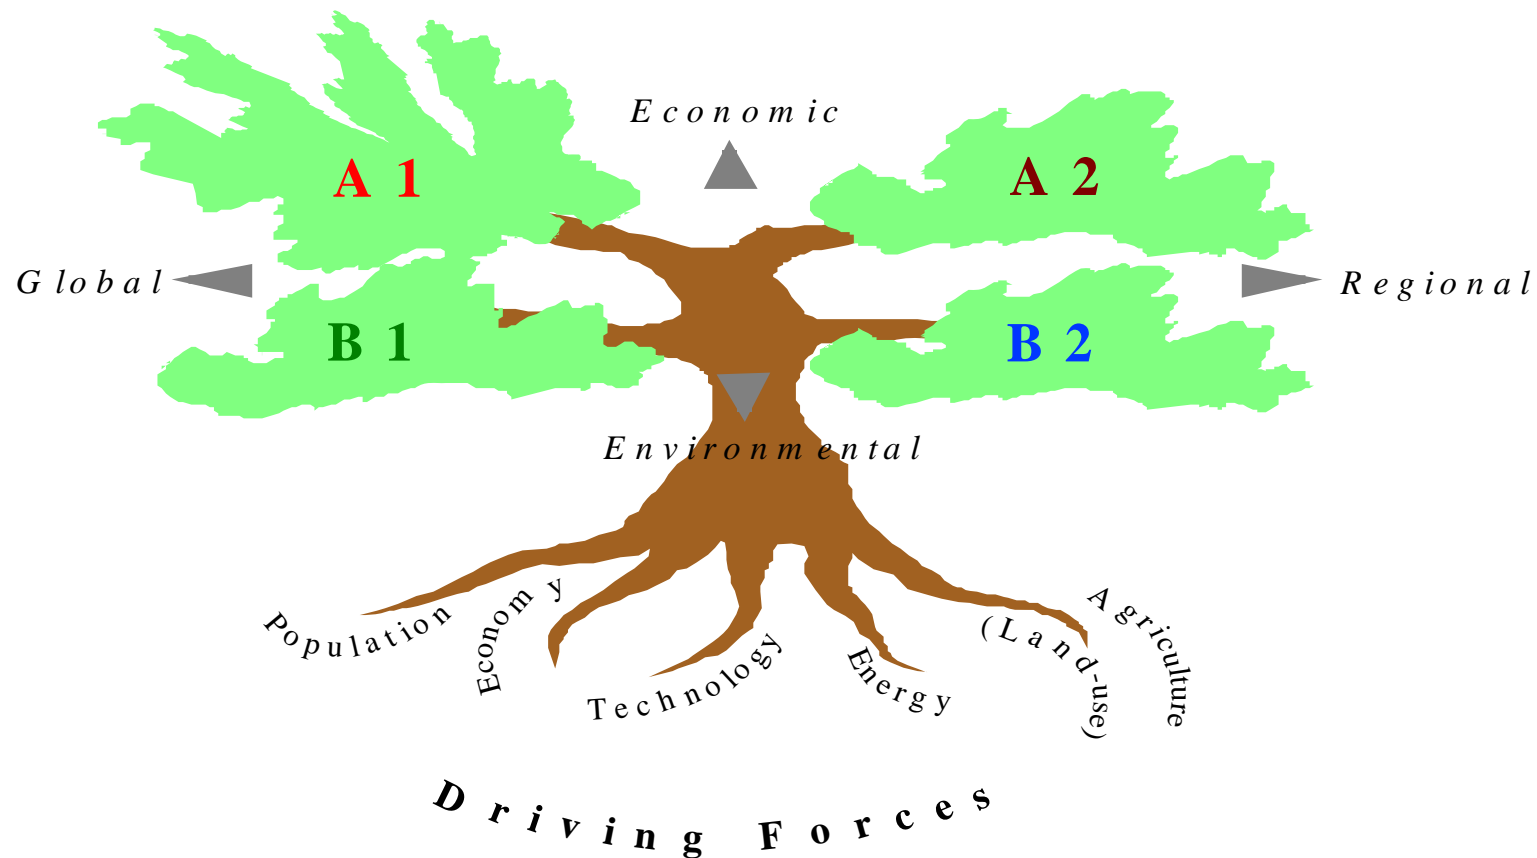 Economic
A 1
A 2
Global
Regional
B 1
B 2
Environmental
Population
Economy
Technology
Energy
Agriculture
(Land-use)
Driving Forces